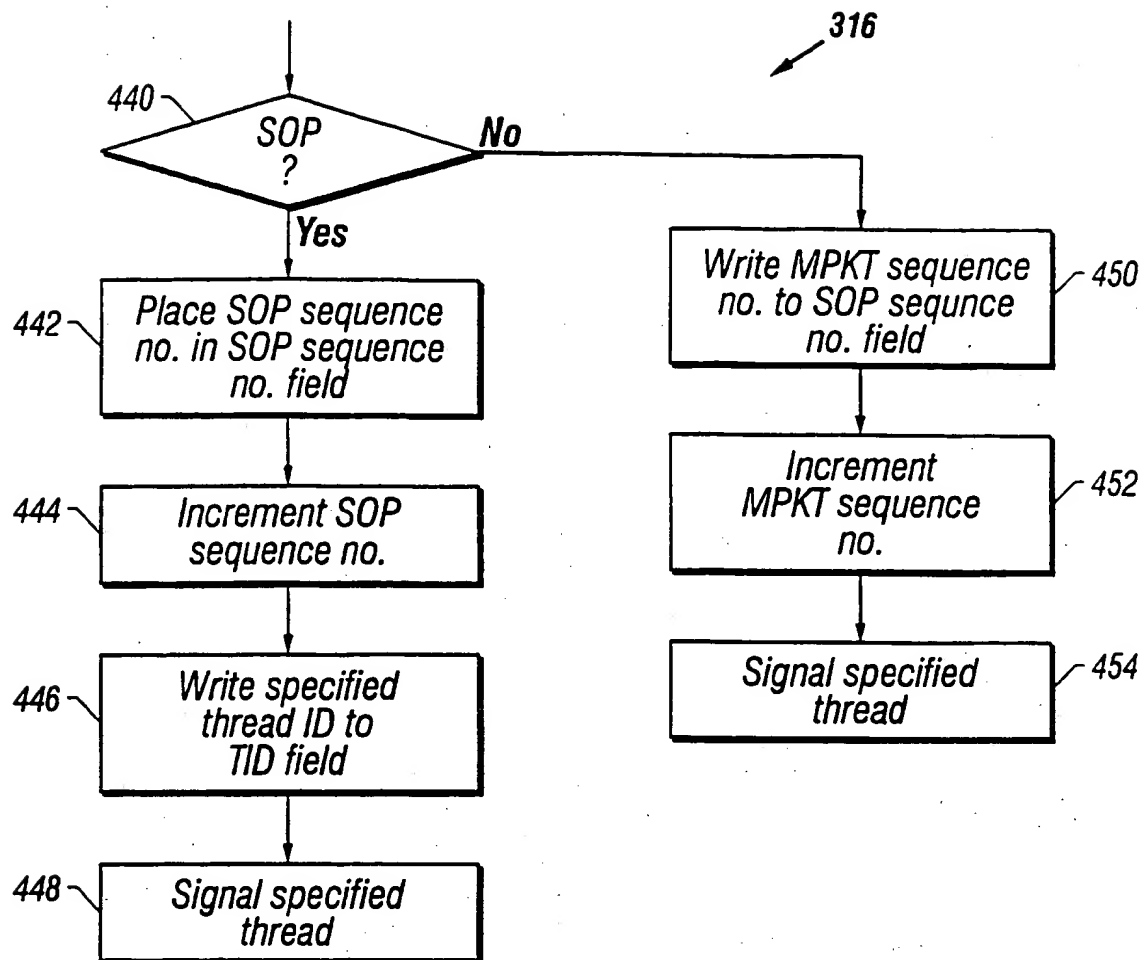 316
440
SOP
?
No
Yes
442
Place SOP sequence
no. in SOP sequence
no. field
444
Increment SOP
sequence no.
446
Write specified
thread ID to
TID field
448
Signal specified
thread
Write MPKT sequence
no. to SOP sequnce
no. field
450
Increment
MPKT sequence
no.
452
Signal specified
thread
454